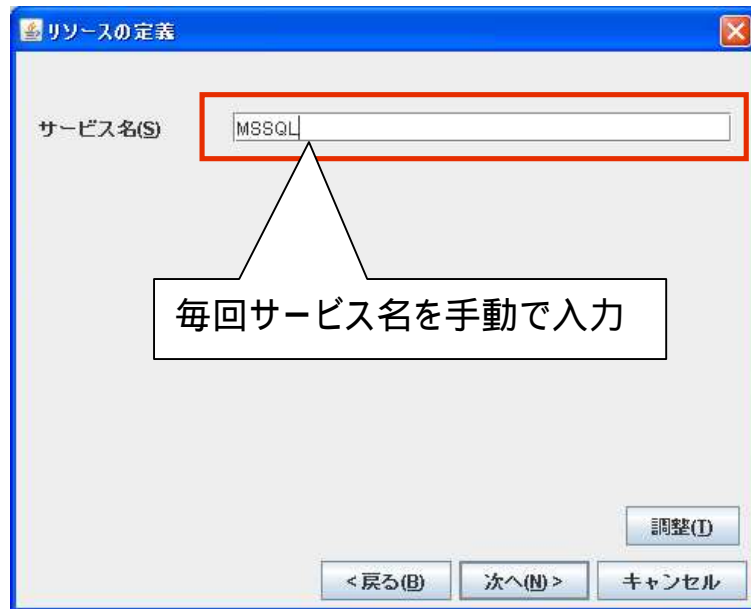 リソースの定義
サービス名(S)
MSSQL
毎回サービス名を手動で入力
調整(T)
<戻る(B)
次へ(N)>
キャンセル